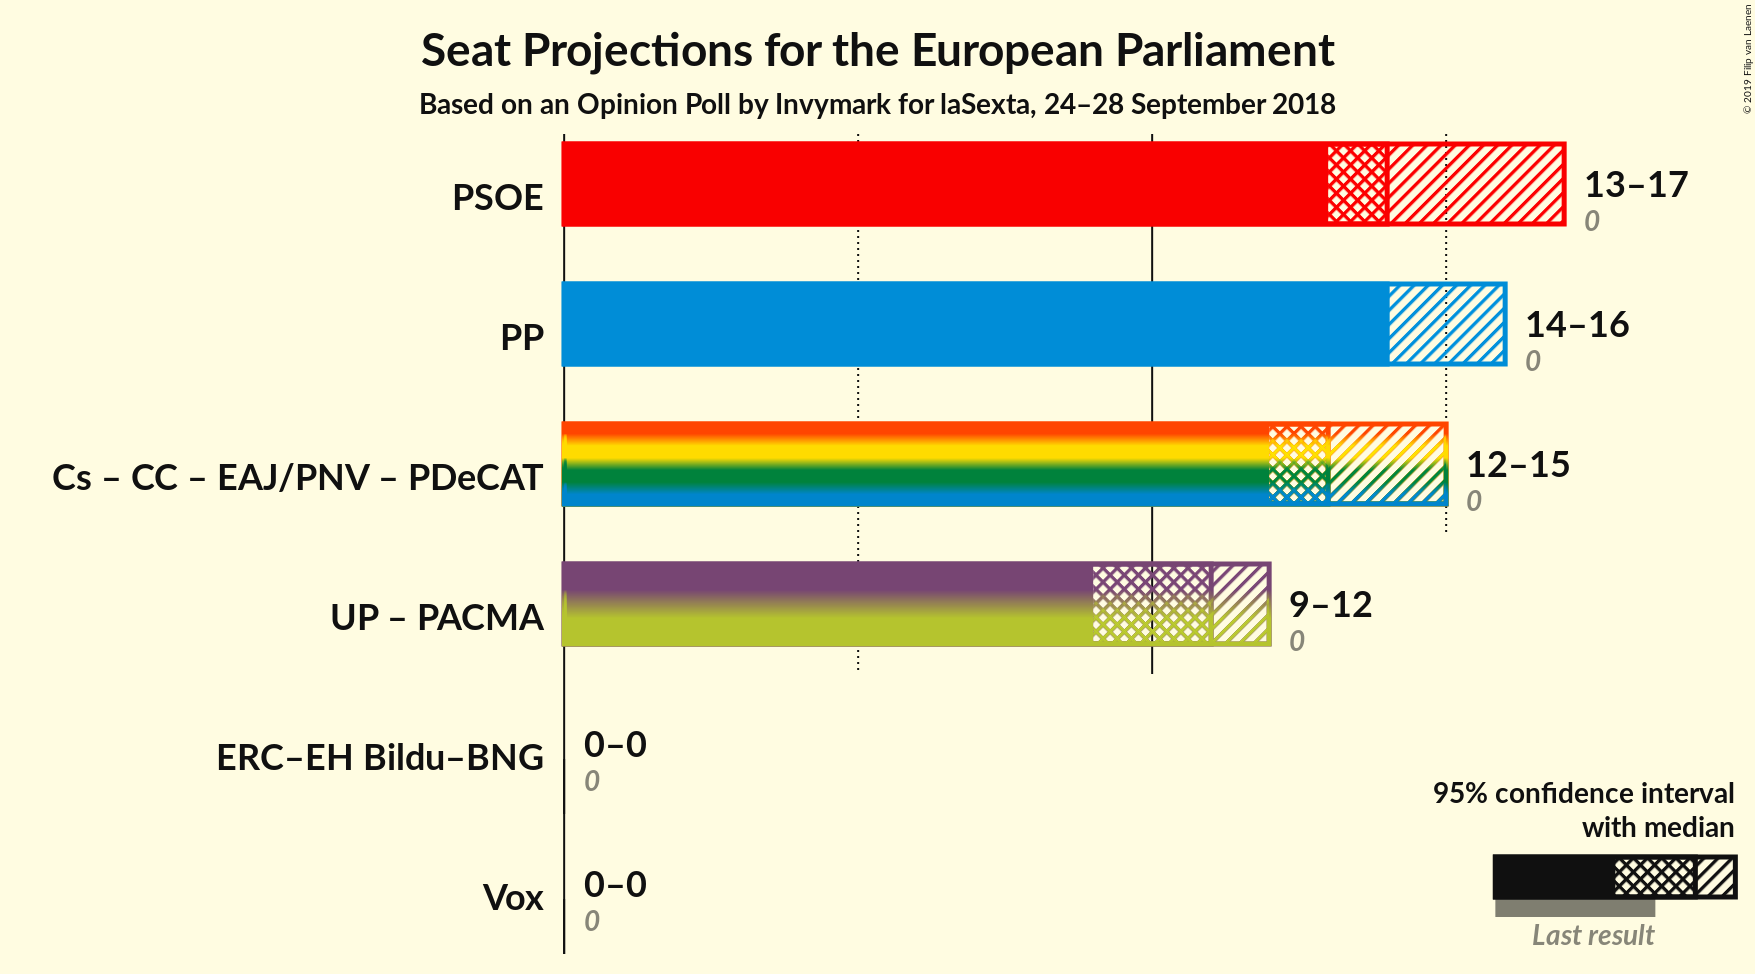 Seat Projections for the European Parliament
Based on an Opinion Poll by Invymark for laSexta, 24–28 September 2018
© 2019 Filip van Laenen
PSOE
13–17
0
PP
14–16
0
Cs – CC – EAJ/PNV – PDeCAT
12–15
0
UP – PACMA
9–12
0
ERC–EH Bildu–BNG
0–0
0
Vox
0–0
0
95% confidence interval
with median
Last result